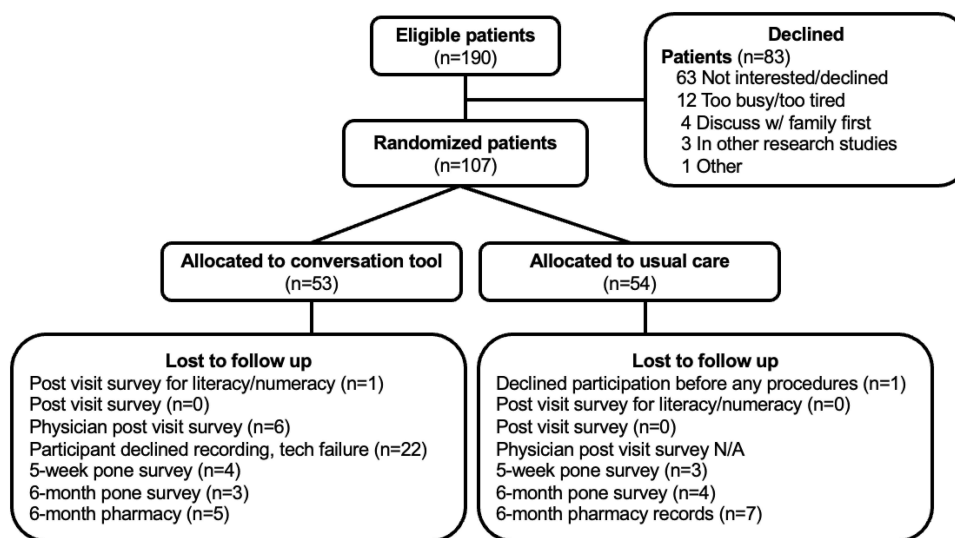 Eligible patients
(n=190)
Declined
Patients (n=83)
63 Not interested/declined
12 Too busy/too tired
4 Discuss w/ family first
3 In other research studies
1 Other
Randomized patients
(n=107)
Allocated to conversation tool
(n=53)
Allocated to usual care
(n=54)
Lost to follow up
Post visit survey for literacy/numeracy (n=1)
Post visit survey (n=0)
Physician post visit survey (n=6)
Participant declined recording, tech failure (n=22)
5-week pone survey (n=4)
6-month pone survey (n=3)
6-month pharmacy (n=5)
Lost to follow up
Declined participation before any procedures (n=1)
Post visit survey for literacy/numeracy (n=0)
Post visit survey (n=0)
Physician post visit survey N/A
5-week pone survey (n=3)
6-month pone survey (n=4)
6-month pharmacy records (n=7)